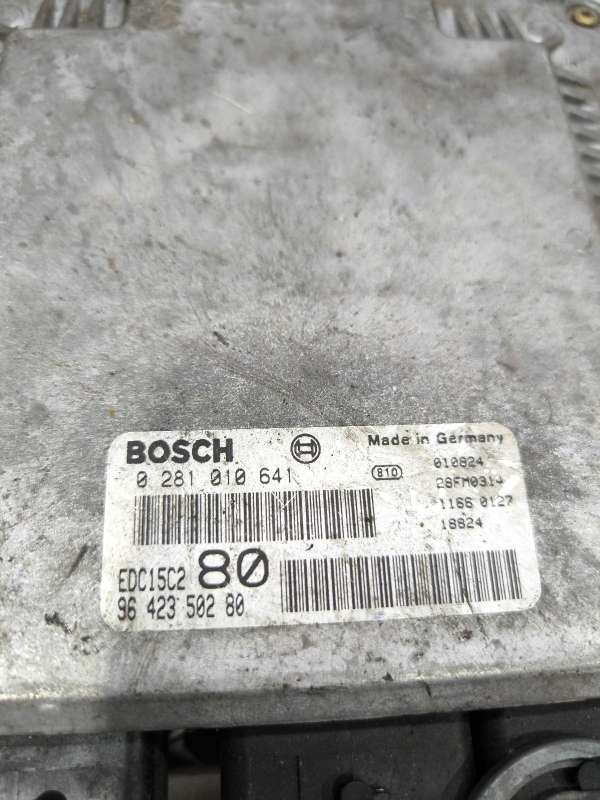 BOSCH
Made in Germany
0 281 010 641
810
010824
28FM0314
1166 0127
18824
EDC15C2 80
96 423 502 80